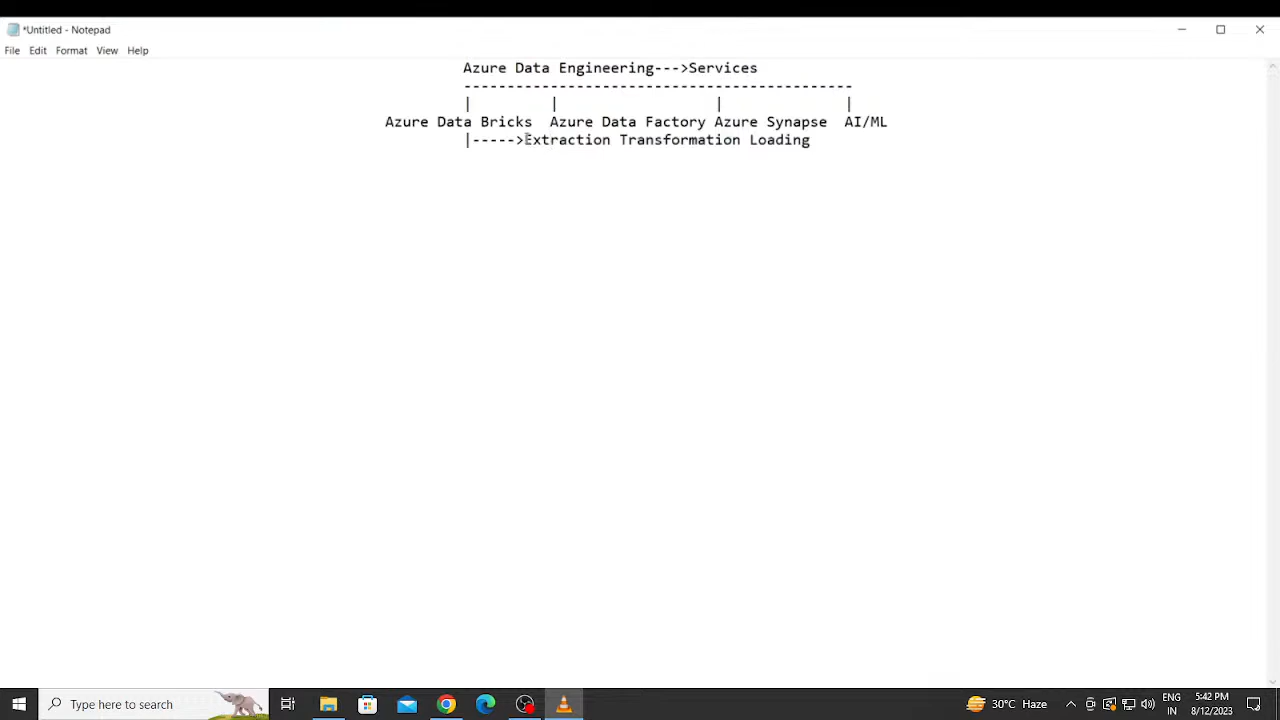 *Untitled - Notepad
File Edit Format View Help
Azure Data Engineering--->Services
---------------------------------------------
| | | |
Azure Data Bricks Azure Data Factory Azure Synapse AI/ML
|----->Extraction Transformation Loading
Type here to search
30°C Haze
ENG
IN
5:42 PM
8/12/2023